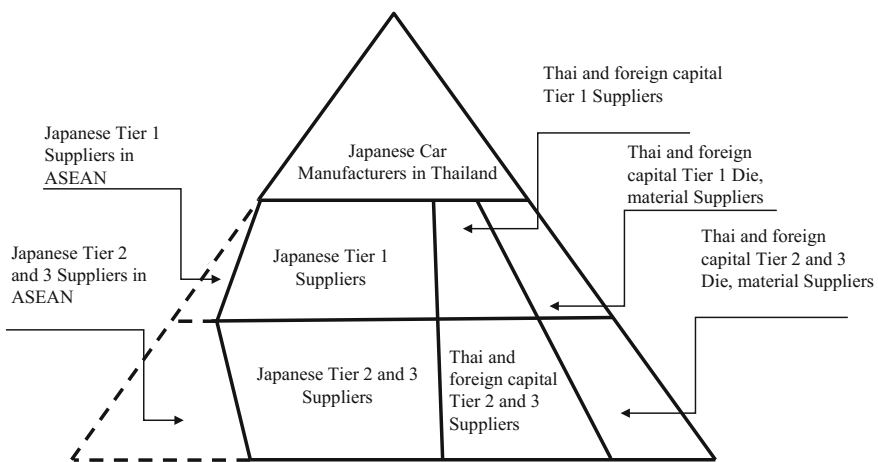 Thai and foreign capital
Tier 1 Suppliers
Japanese Tier 1
Suppliers in
ASEAN
Japanese Car
Manufacturers in Thailand
Thai and foreign
capital Tier 1 Die,
material Suppliers
Japanese Tier 2
and 3 Suppliers in
ASEAN
Japanese Tier 1
Suppliers
Thai and foreign
capital Tier 2 and 3
Die, material Suppliers
Japanese Tier 2 and 3
Suppliers
Thai and
foreign capital
Tier 2 and 3
Suppliers